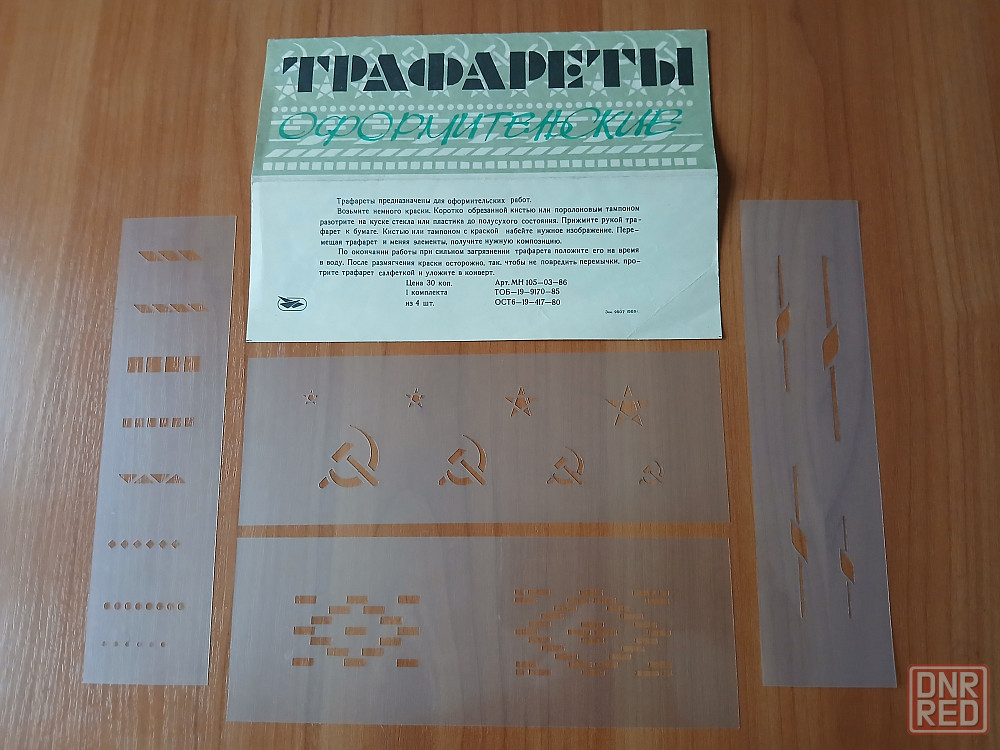 ТРАФАРЕТЫ
ОФОРМИТЕЛЬСКИЕ
Трафареты предназначены для оформительских работ.
Возьмите немного краски. Коротко обрезанной кистью или поролоновым тампоном
разотрите на куске стекла или пластика до полусухого состояния. Прижмите рукой тра-
фарет к бумаге. Кистью или тампоном с краской набейте нужное изображение. Пере-
мещая трафарет и меняя элементы, получите нужную композицию.
По окончании работы при сильном загрязнении трафарета положите его на время
в воду. После размягчения краски осторожно, так, чтобы не повредить перемычки, про-
трите трафарет салфеткой и уложите в конверт.
Цена 30 коп. Арт. МН 105—03—86
1 комплекта ТОБ—19—9170—85
из 4 шт. ОСТ6—19—417—80
DNR
RED